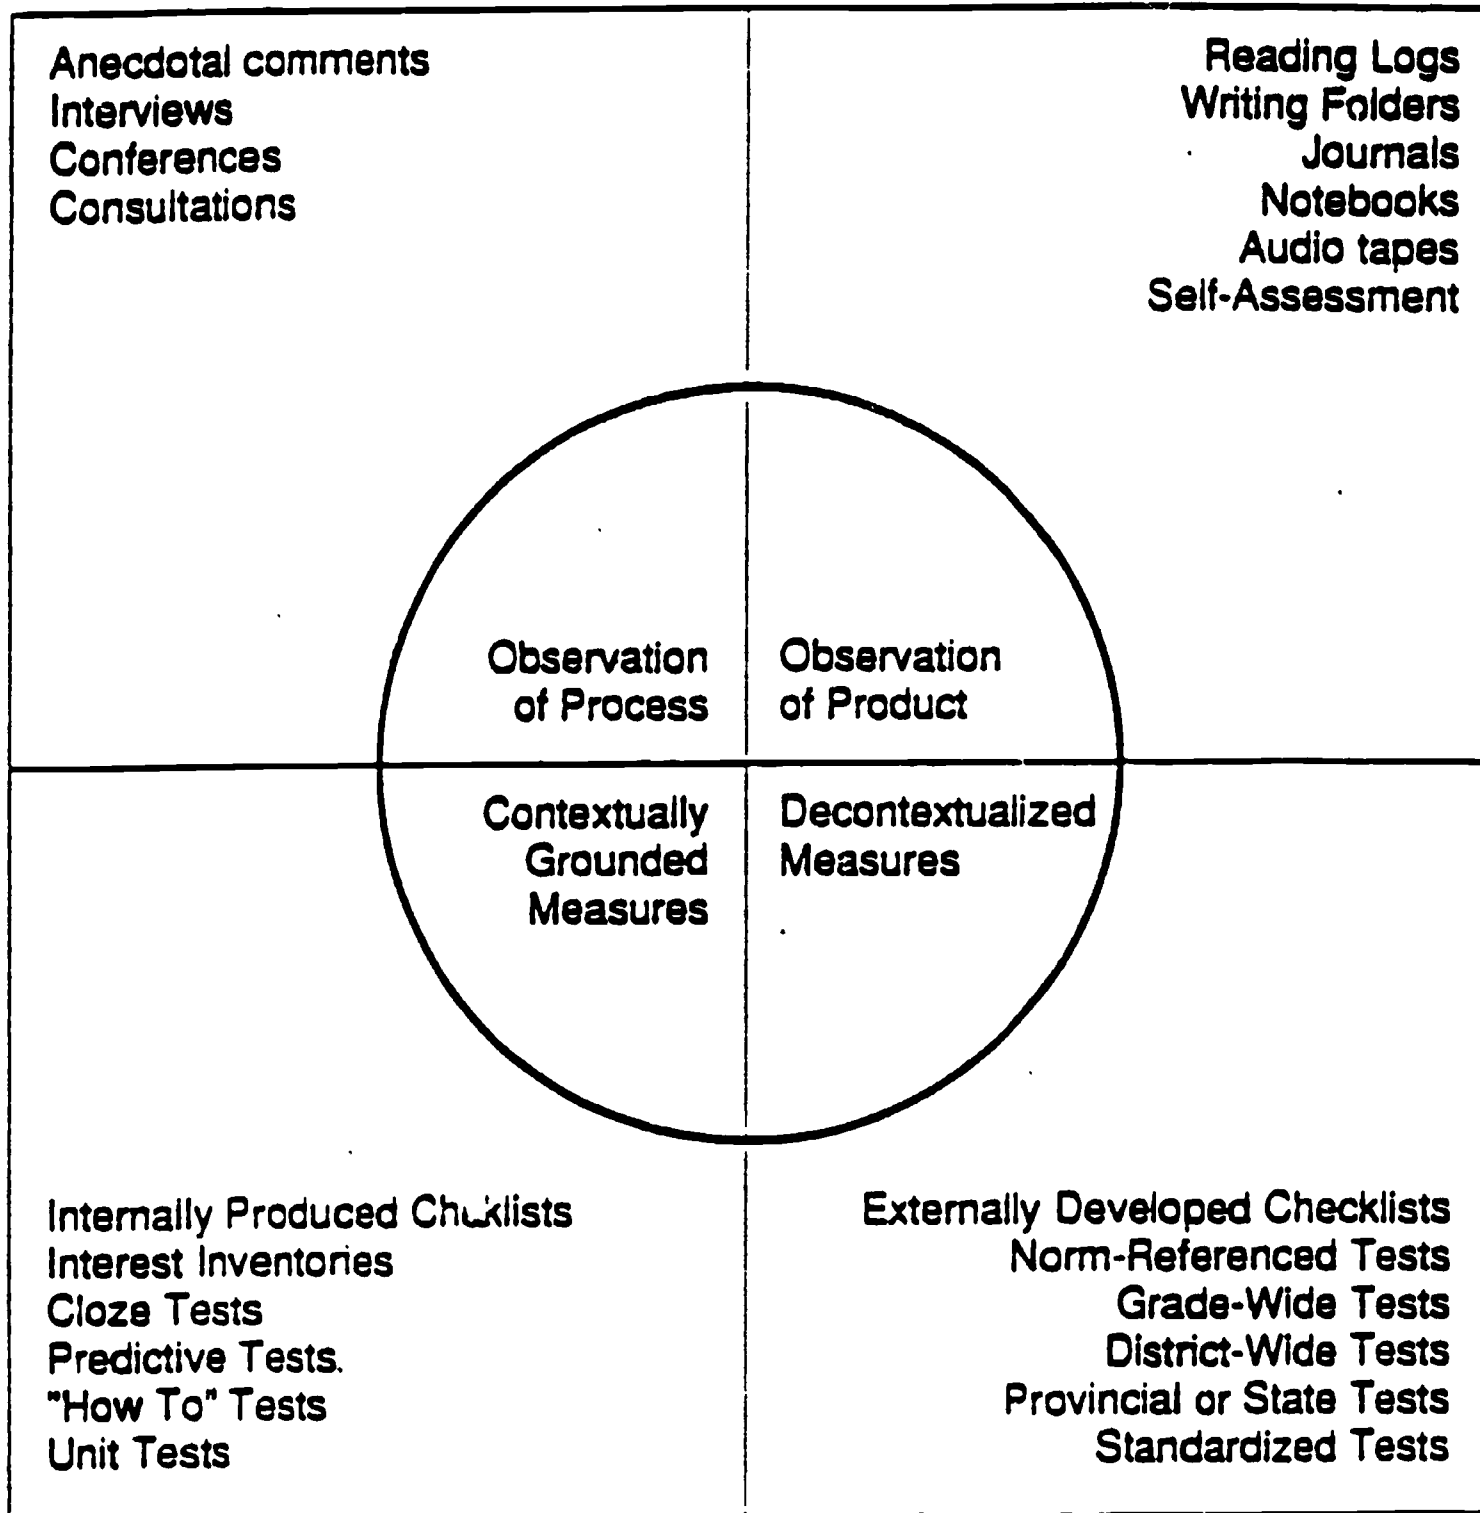 Anecdotal comments
Interviews
Conferences
Consultations
Reading Logs
Writing Folders
Journals
Notebooks
Audio tapes
Self-Assessment
Observation
of Process
Observation
of Product
Contextually
Grounded
Measures
Decontextualized
Measures
Internally Produced Checklists
Interest Inventories
Cloze Tests
Predictive Tests.
"How To" Tests
Unit Tests
Externally Developed Checklists
Norm-Referenced Tests
Grade-Wide Tests
District-Wide Tests
Provincial or State Tests
Standardized Tests